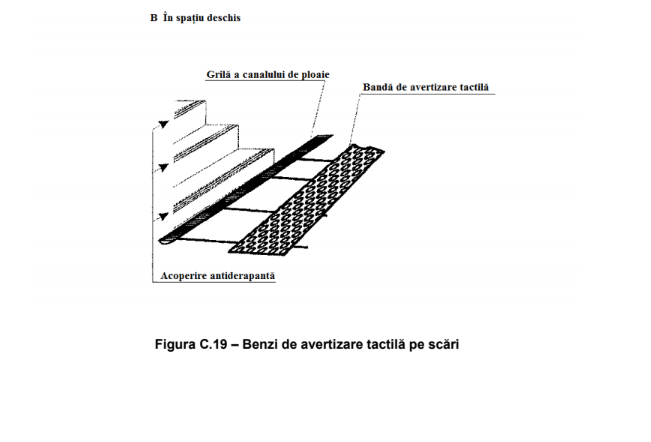 B În spațiu deschis
Grilă a canalului de ploaie
Bandă de avertizare tactilă
Acoperire antiderapantă
Figura C.19 – Benzi de avertizare tactilă pe scări